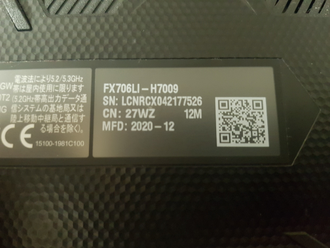 電波法により5.2/5.3GHz
GW帯は屋内使用に限ります
5.2GHz帯高出力データ通
信システムの基地局又は
陸上移動中継局と通信
する場合を除く。
CE
15100-1981C100
FX706LI-H7009
SN: LCNRCX042177526
CN: 27WZ 12M
MFD: 2020-12